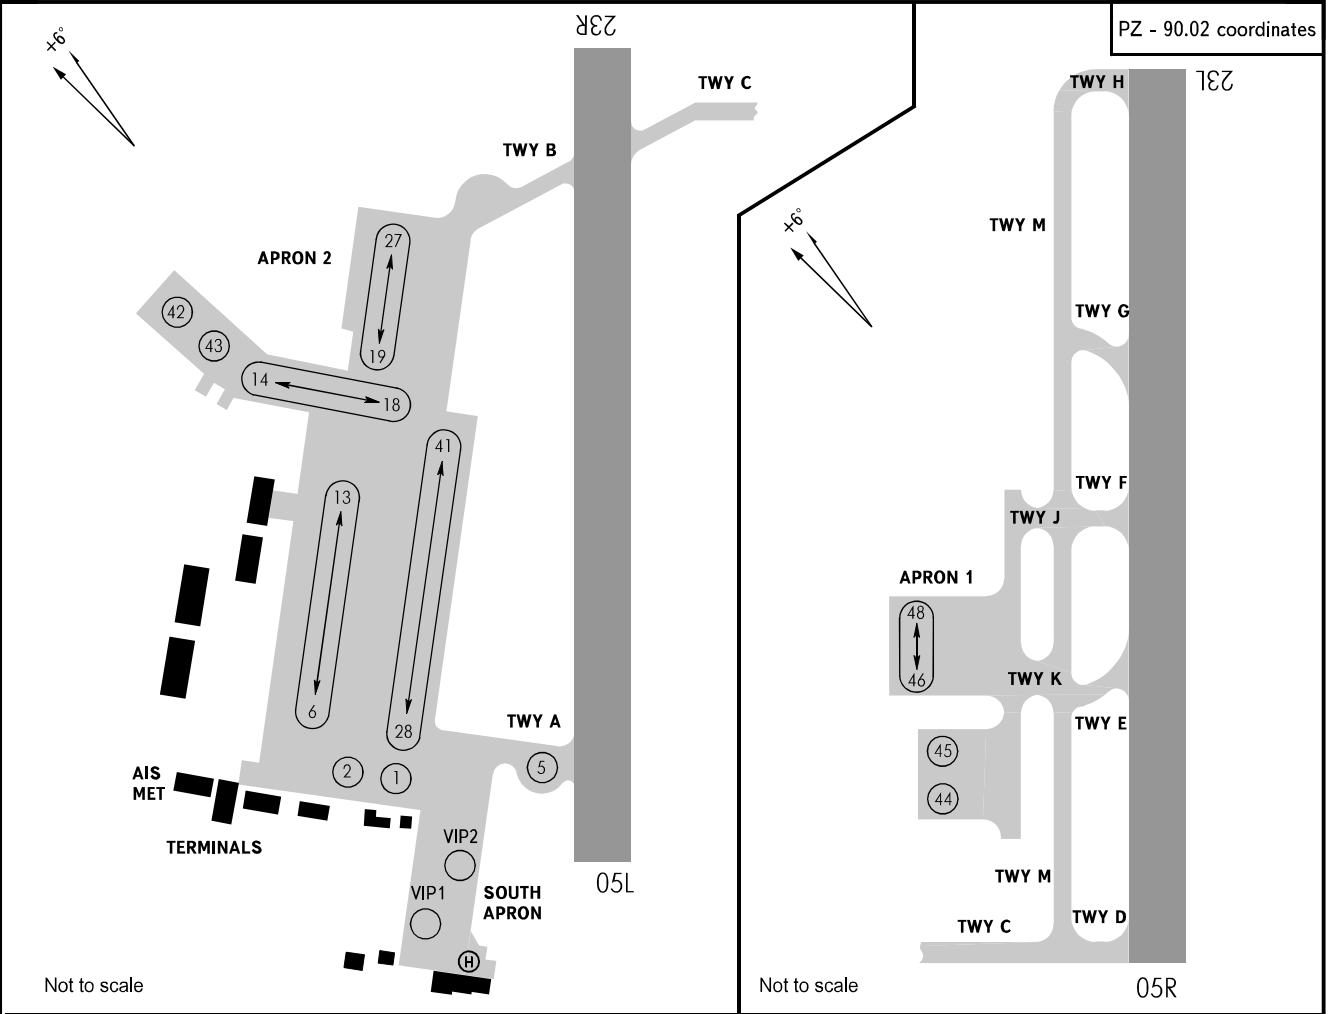 23R
PZ - 90.02 coordinates
+6°
TWY C
TWY H
23L
TWY B
+6°
TWY M
27
APRON 2
42
TWY G
43
19
14
18
41
13
TWY F
TWY J
APRON 1
48
46
TWY K
6
28
TWY A
TWY E
5
45
AIS
MET
2
1
44
TERMINALS
VIP2
05L
VIP1
SOUTH
APRON
TWY M
TWY D
TWY C
H
Not to scale
Not to scale
05R